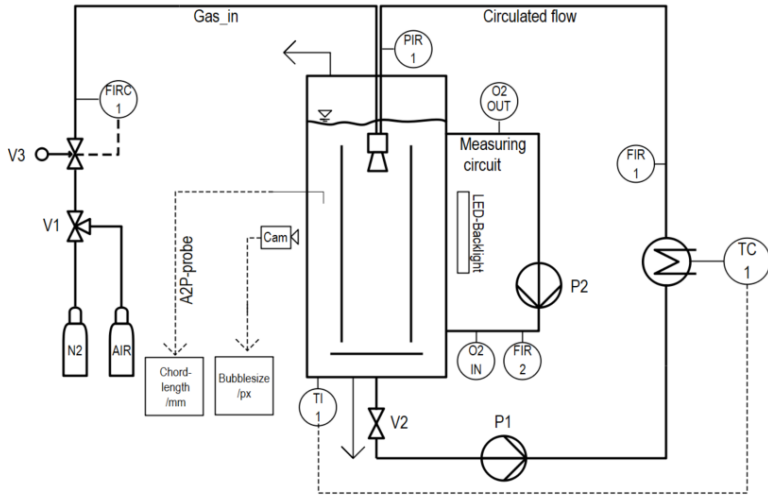 Gas_in
Circulated flow
FIRC
1
PIR
1
O2
OUT
V3
Measuring
circuit
FIR
1
LED-Backlight
V1
A2P-probe
Cam
TC
1
P2
N2
AIR
Chord-
length
/mm
Bubblesize
/px
O2
IN
FIR
2
TI
1
V2
P1